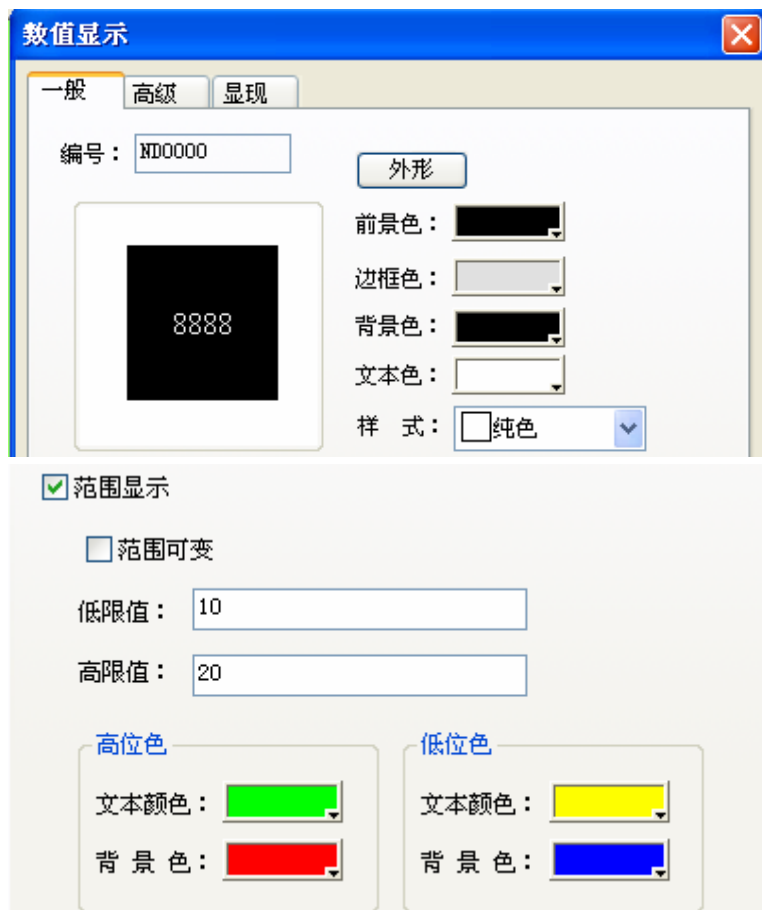 数值显示
一般 高级 显现
编号： ND0000
外形
前景色：
边框色：
8888
背景色：
文本色：
样 式： 纯色
范围显示
范围可变
低限值： 10
高限值： 20
高位色 低位色
文本颜色： 文本颜色：
背 景 色： 背 景 色：